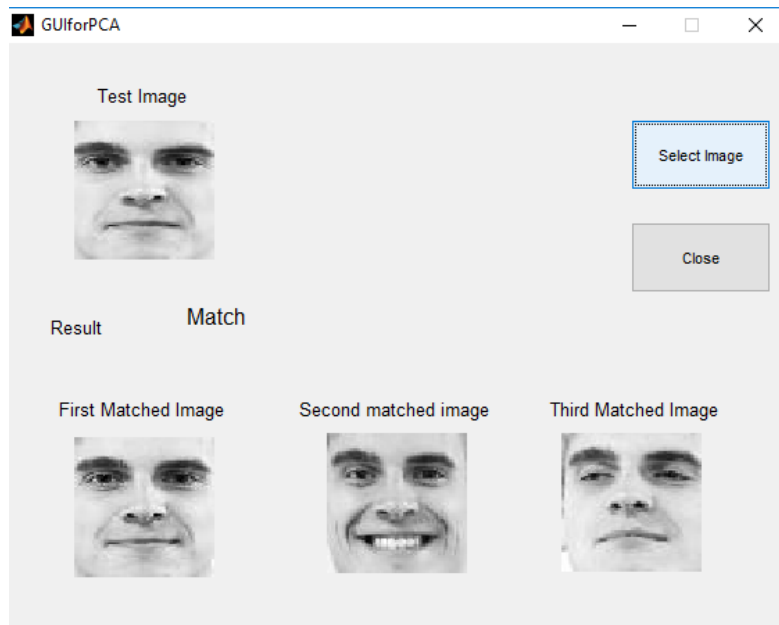 GUIforPCA
Test Image
Select Image
Close
Result
Match
First Matched Image
Second matched image
Third Matched Image